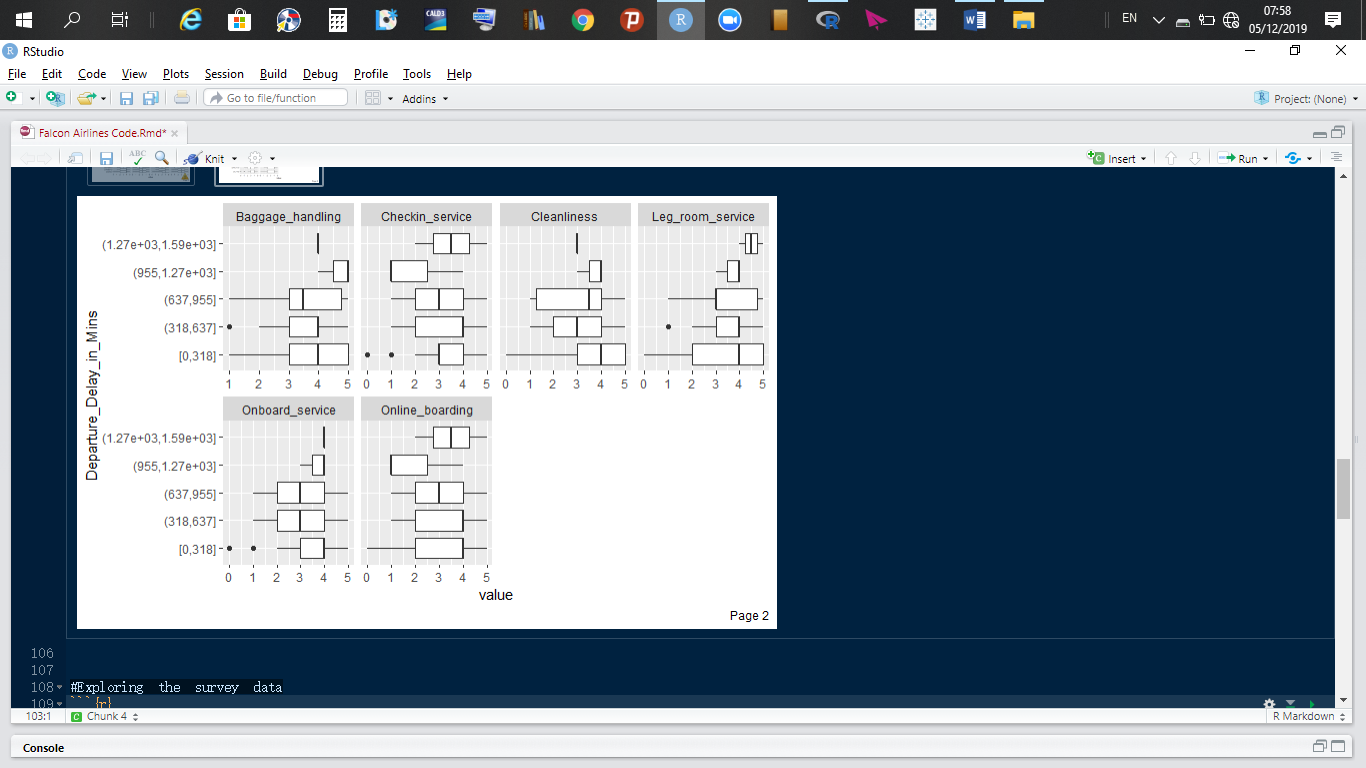 CALD3
EN
07:58
05/12/2019
RStudio
File Edit Code View Plots Session Build Debug Profile Tools Help
Go to file/function Addins Project: (None)
Falcon Airlines Code.Rmd*
ABC Knit Insert Run
Baggage_handling Checkin_service Cleanliness Leg_room_service
(1.27e+03,1.59e+03]
(955,1.27e+03]
(637,955]
(318,637]
[0,318]
1 2 3 4 5 0 1 2 3 4 5 0 1 2 3 4 5 0 1 2 3 4 5
Departure_Delay_in_Mins
Onboard_service Online_boarding
(1.27e+03,1.59e+03]
(955,1.27e+03]
(637,955]
(318,637]
[0,318]
0 1 2 3 4 5 0 1 2 3 4 5
value
Page 2
106
107
108 #Exploring the survey data
109 ```{r}
103:1 Chunk 4 R Markdown
Console